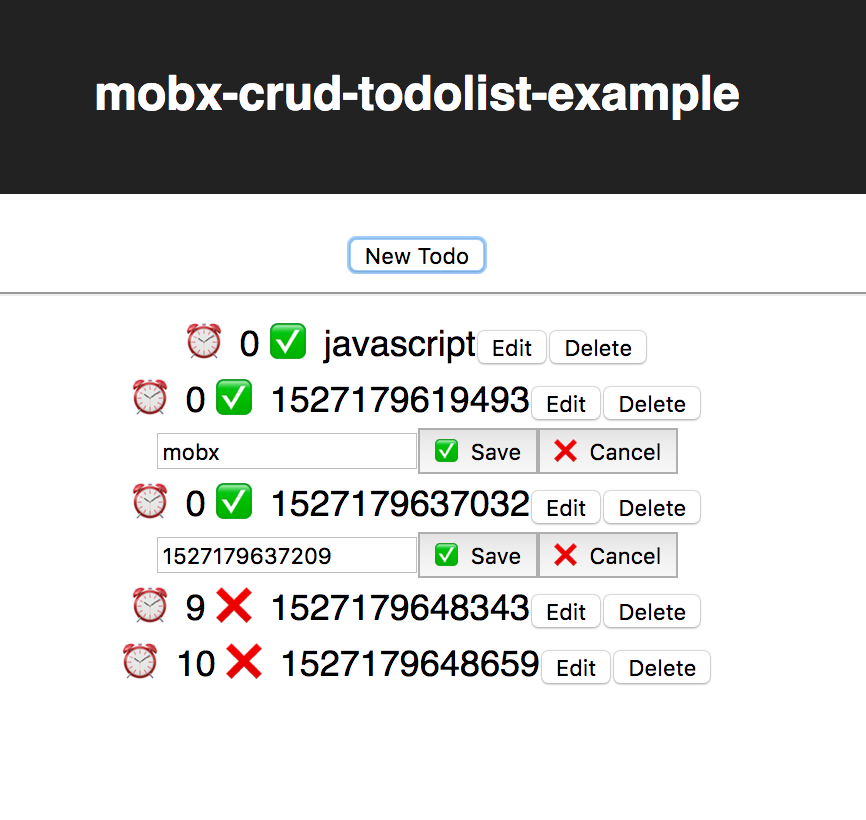 mobx-crud-todolist-example
New Todo
⏰ 0 ✅ javascript Edit Delete
⏰ 0 ✅ 1527179619493 Edit Delete
mobx ✅ Save ❌ Cancel
⏰ 0 ✅ 1527179637032 Edit Delete
1527179637209 ✅ Save ❌ Cancel
⏰ 9 ❌ 1527179648343 Edit Delete
⏰ 10 ❌ 1527179648659 Edit Delete